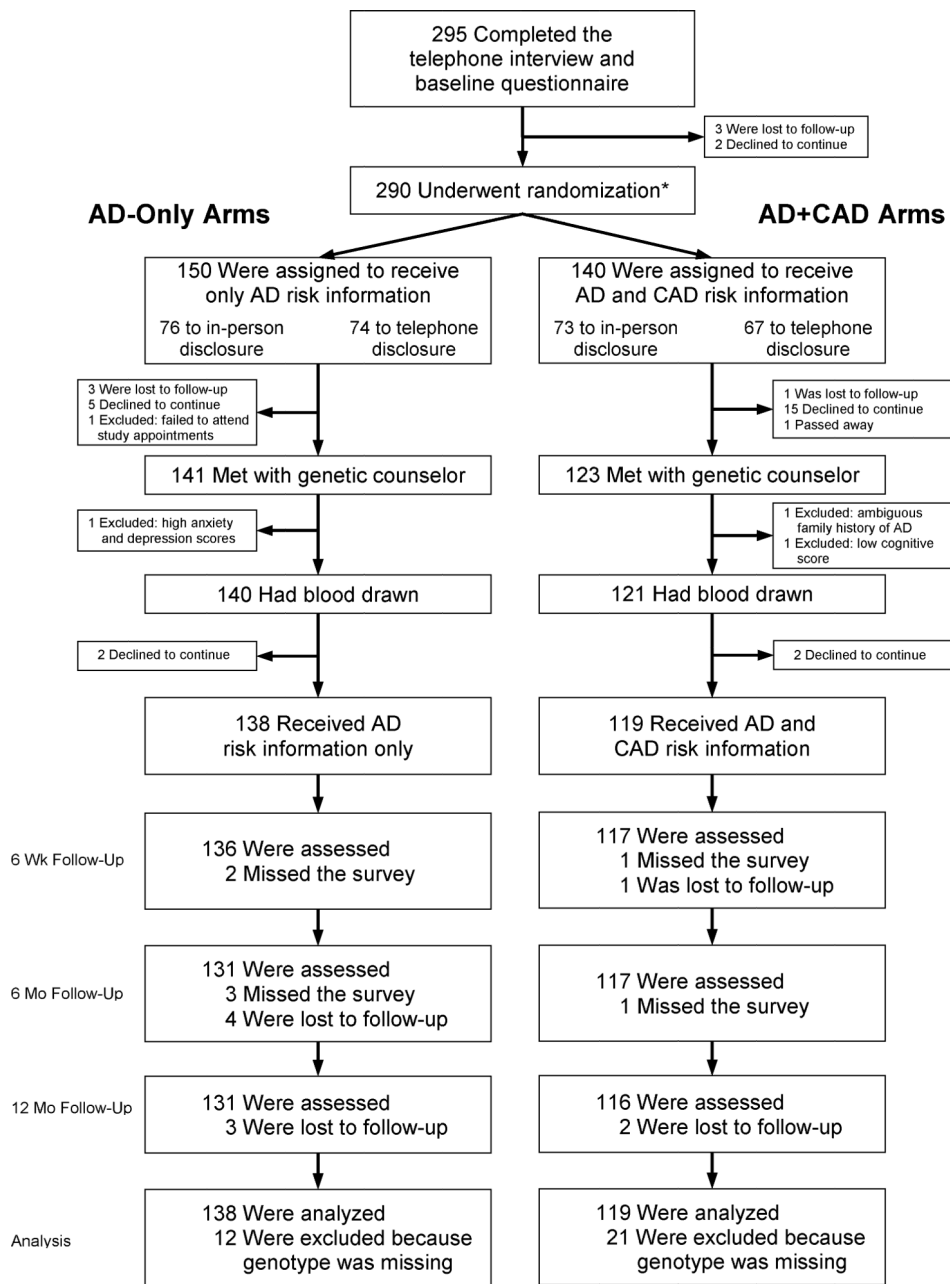 295 Completed the
telephone interview and
baseline questionnaire
3 Were lost to follow-up
2 Declined to continue
290 Underwent randomization*
AD-Only Arms
AD+CAD Arms
150 Were assigned to receive
only AD risk information
76 to in-person
disclosure
74 to telephone
disclosure
140 Were assigned to receive
AD and CAD risk information
73 to in-person
disclosure
67 to telephone
disclosure
3 Were lost to follow-up
5 Declined to continue
1 Excluded: failed to attend
study appointments
1 Was lost to follow-up
15 Declined to continue
1 Passed away
141 Met with genetic counselor
123 Met with genetic counselor
1 Excluded: high anxiety
and depression scores
1 Excluded: ambiguous
family history of AD
1 Excluded: low cognitive
score
140 Had blood drawn
121 Had blood drawn
2 Declined to continue
2 Declined to continue
138 Received AD
risk information only
119 Received AD and
CAD risk information
6 Wk Follow-Up
136 Were assessed
2 Missed the survey
117 Were assessed
1 Missed the survey
1 Was lost to follow-up
6 Mo Follow-Up
131 Were assessed
3 Missed the survey
4 Were lost to follow-up
117 Were assessed
1 Missed the survey
12 Mo Follow-Up
131 Were assessed
3 Were lost to follow-up
116 Were assessed
2 Were lost to follow-up
Analysis
138 Were analyzed
12 Were excluded because
genotype was missing
119 Were analyzed
21 Were excluded because
genotype was missing